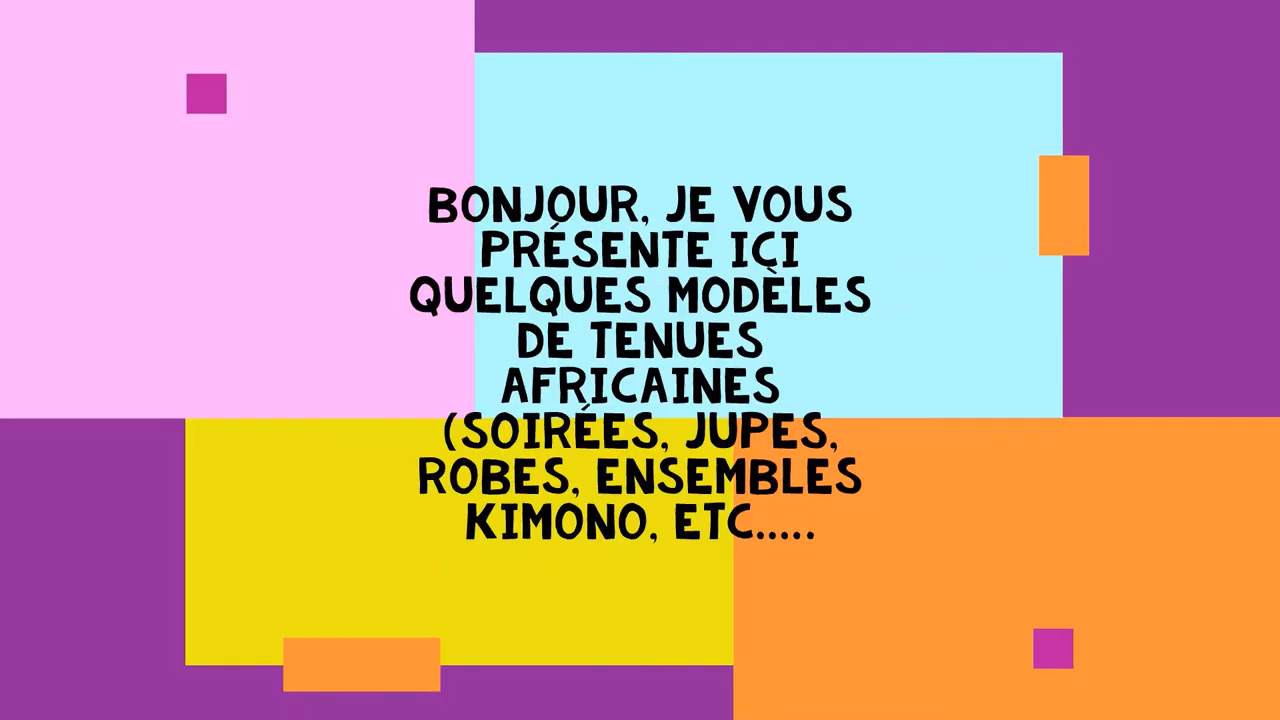 BONJOUR, JE VOUS
PRÉSENTE ICI
QUELQUES MODÈLES
DE TENUES
AFRICAINES
(SOIRÉES, JUPES,
ROBES, ENSEMBLES
KIMONO, ETC.....